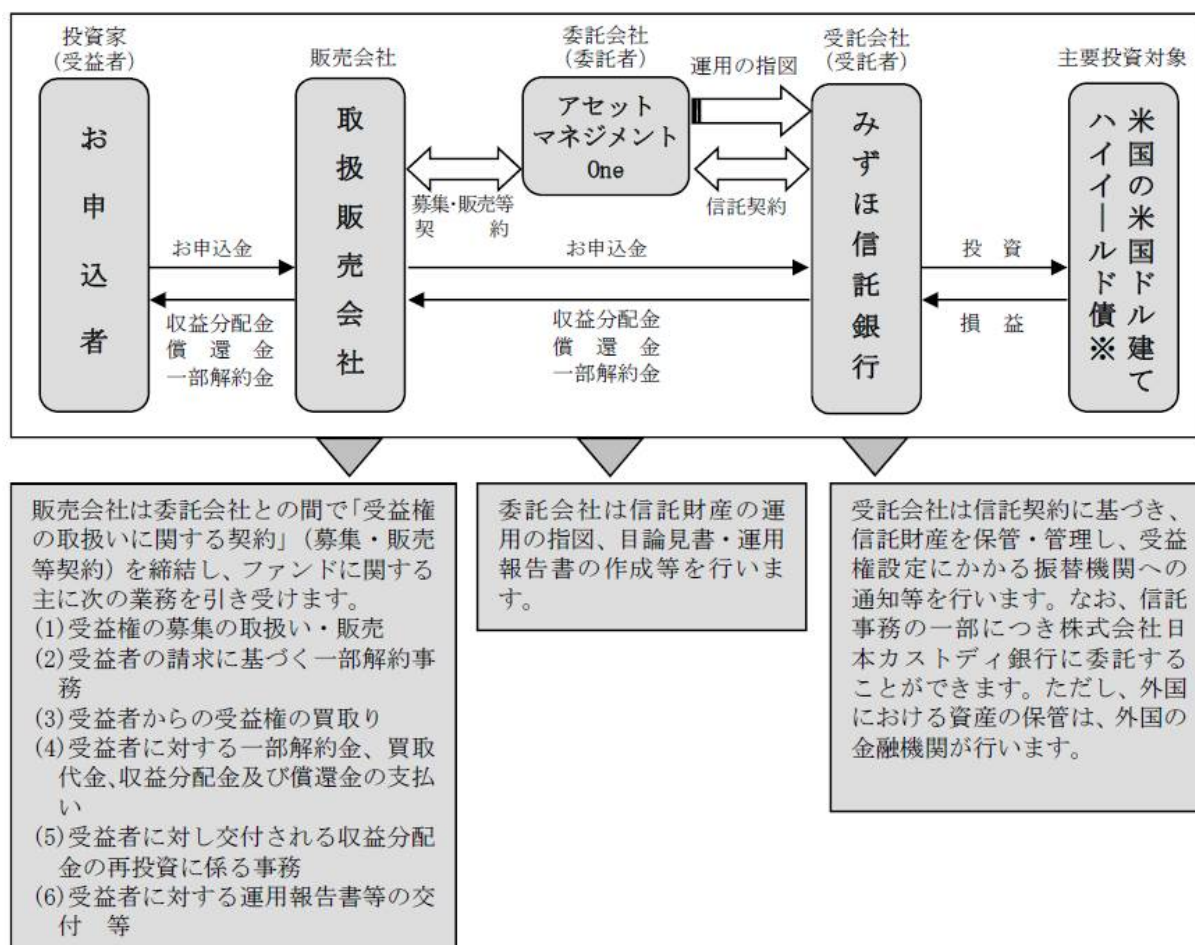 投資家
（受益者）
販売会社
委託会社
（委託者）
運用の指図
受託会社
（受託者）
主要投資対象
お申込者
取扱販売会社
アセット
マネジメント
One
みずほ信託銀行
米国の米国ドル建て
ハイイールド債※
募集・販売等
契　　　約
信託契約
お申込金
お申込金
投　資
収益分配金
償　還　金
一部解約金
収益分配金
償　還　金
一部解約金
損　益
販売会社は委託会社との間で「受益権
の取扱いに関する契約」（募集・販売
等契約）を締結し、ファンドに関する
主に次の業務を引き受けます。
(1)受益権の募集の取扱い・販売
(2)受益者の請求に基づく一部解約事
務
(3)受益者からの受益権の買取り
(4)受益者に対する一部解約金、買取
代金、収益分配金及び償還金の支払
い
(5)受益者に対し交付される収益分配
金の再投資に係る事務
(6)受益者に対する運用報告書等の交
付　等
委託会社は信託財産の運
用の指図、目論見書・運用
報告書の作成等を行いま
す。
受託会社は信託契約に基づき、
信託財産を保管・管理し、受益
権設定にかかる振替機関への
通知等を行います。なお、信託
事務の一部につき株式会社日
本カストディ銀行に委託する
ことができます。ただし、外国
における資産の保管は、外国の
金融機関が行います。